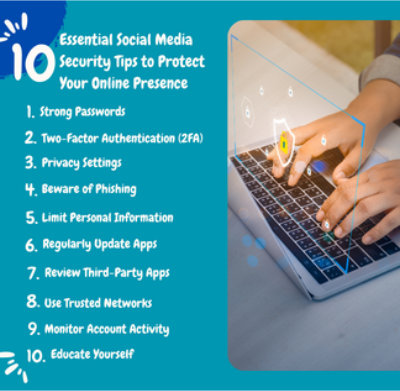 10
Essential Social Media
Security Tips to Protect
Your Online Presence
1. Strong Passwords
2. Two-Factor Authentication (2FA)
3. Privacy Settings
4. Beware of Phishing
5. Limit Personal Information
6. Regularly Update Apps
7. Review Third-Party Apps
8. Use Trusted Networks
9. Monitor Account Activity
10. Educate Yourself